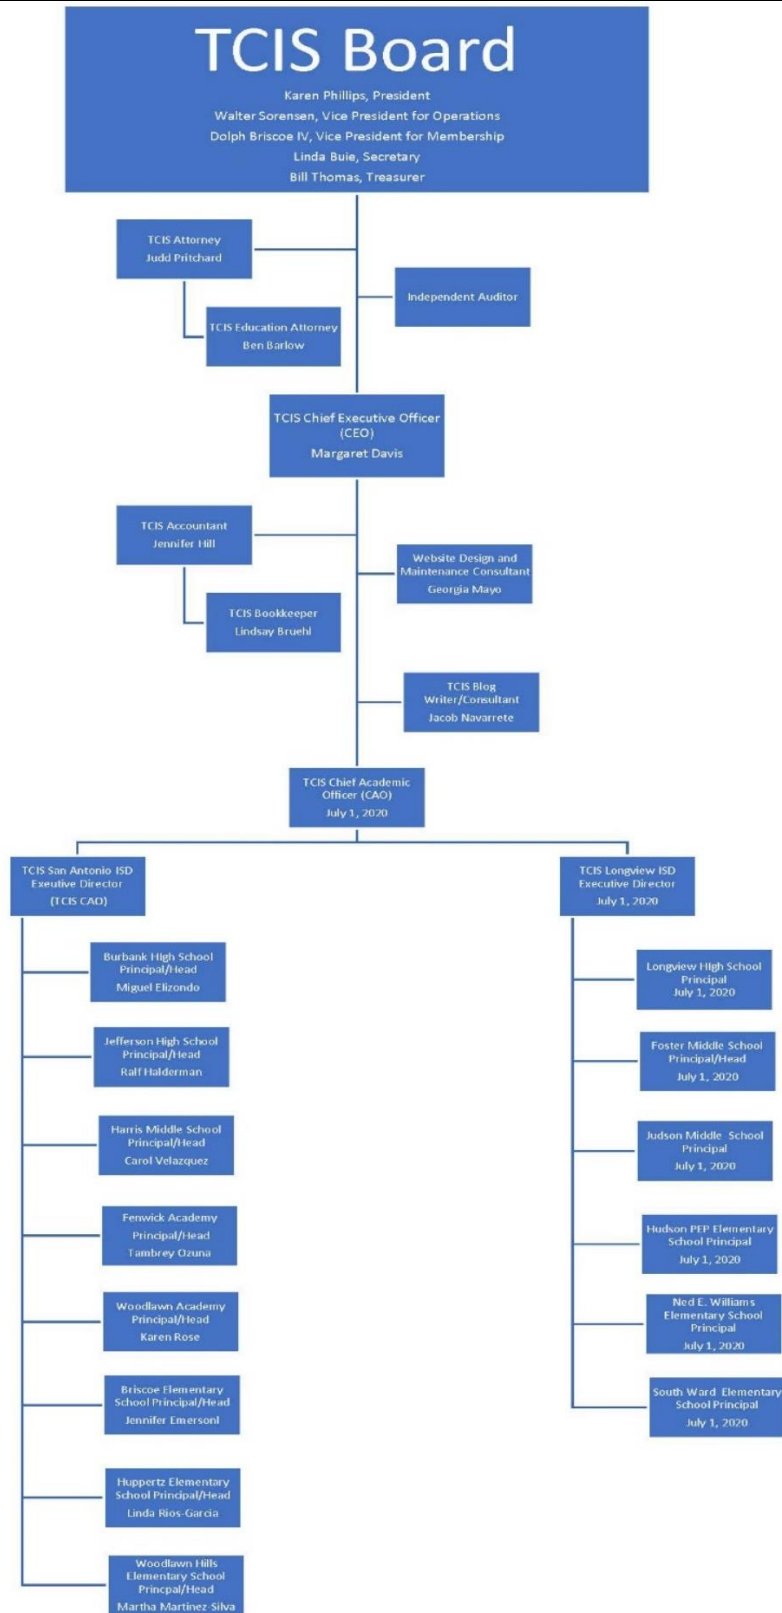 TCIS Board
Karen Phillips, President
Walter Sorensen, Vice President for Operations
Dolph Briscoe IV, Vice President for Membership
Linda Buie, Secretary
Bill Thomas, Treasurer
TCIS Attorney
Judd Pritchard
Independent Auditor
TCIS Education Attorney
Ben Barlow
TCIS Chief Executive Officer
(CEO)
Margaret Davis
TCIS Accountant
Jennifer Hill
Website Design and
Maintenance Consultant
Georgia Mayo
TCIS Bookkeeper
Lindsay Bruehl
TCIS Blog
Writer/Consultant
Jacob Navarrete
TCIS Chief Academic
Officer (CAO)
July 1, 2020
TCIS San Antonio ISD
Exeutive Director
(TCIS CAO)
Burbank High School
Principal/Head
Miguel Elizondo
Jefferson High School
Principal/Head
Ralf Halderman
Harris Middle School
Principal/Head
Carol Velazquez
Fenwick Academy
Principal/Head
Tambrey Ozuna
Woodlawn Academy
Principal/Head
Karen Rose
Briscoe Elementary
School Principal/Head
Jennifer Emersonl
Huppertz Elementary
School Principal/Head
Linda Rios-Garcia
Woodlawn Hills
Elementary School
Princpal/Head
Martha Martinez-Silva
TCIS Longview ISD
Executive Director
July 1, 2020
Longview High School
Principal
July 1, 2020
Foster Middle School
Principal/Head
July 1, 2020
Judson Middle School
Principal
July 1, 2020
Hudson PEP Elementary
School Principal
July 1, 2020
Ned E. Williams
Elementary School
Principal
July 1, 2020
South Ward Elementary
School Principal
July 1, 2020